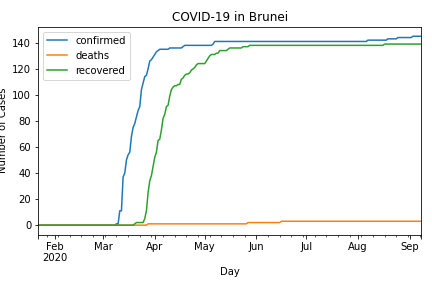 COVID-19 in Brunei
confirmed
deaths
recovered
140
120
100
80
60
40
20
0
Number of Cases
Feb
2020
Mar
Apr
May
Jun
Jul
Aug
Sep
Day